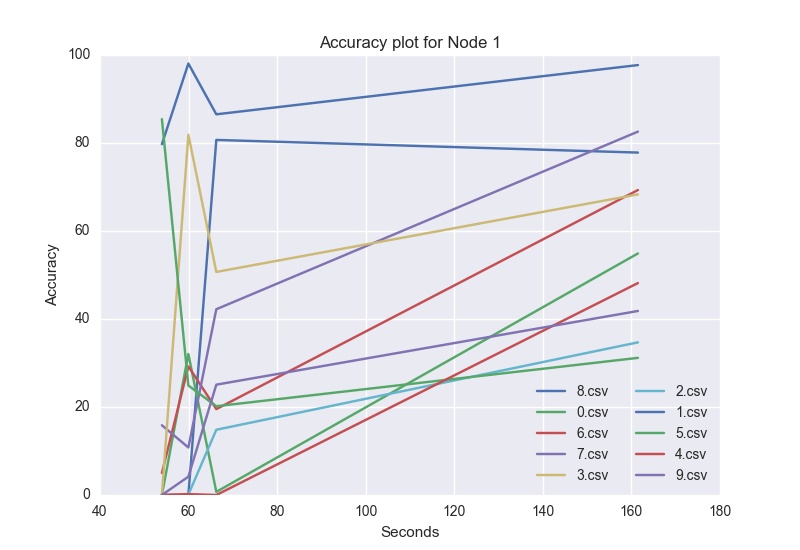 Accuracy plot for Node 1
100
80
60
40
20
0
Accuracy
40 60 80 100 120 140 160 180
Seconds
8.csv 2.csv
0.csv 1.csv
6.csv 5.csv
7.csv 4.csv
3.csv 9.csv